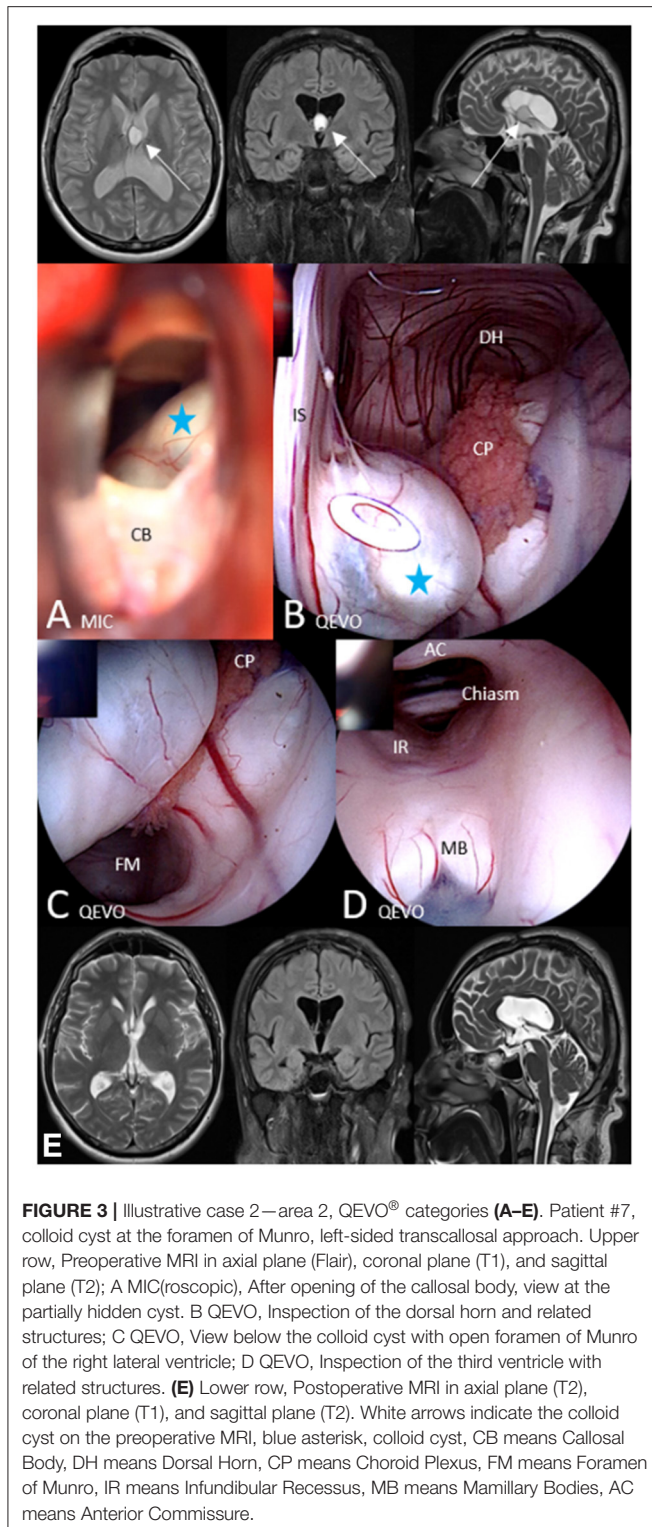 DH
IS
CP
CB
A MIC
B QEVO
CP
AC
Chiasm
IR
FM
MB
C QEVO
D QEVO
E
FIGURE 3 | Illustrative case 2—area 2, QEVO® categories (A–E). Patient #7,
colloid cyst at the foramen of Munro, left-sided transcallosal approach. Upper
row, Preoperative MRI in axial plane (Flair), coronal plane (T1), and sagittal
plane (T2); A MIC(roscopic), After opening of the callosal body, view at the
partially hidden cyst. B QEVO, Inspection of the dorsal horn and related
structures; C QEVO, View below the colloid cyst with open foramen of Munro
of the right lateral ventricle; D QEVO, Inspection of the third ventricle with
related structures. (E) Lower row, Postoperative MRI in axial plane (T2),
coronal plane (T1), and sagittal plane (T2). White arrows indicate the colloid
cyst on the preoperative MRI, blue asterisk, colloid cyst, CB means Callosal
Body, DH means Dorsal Horn, CP means Choroid Plexus, FM means Foramen
of Munro, IR means Infundibular Recessus, MB means Mamillary Bodies, AC
means Anterior Commissure.